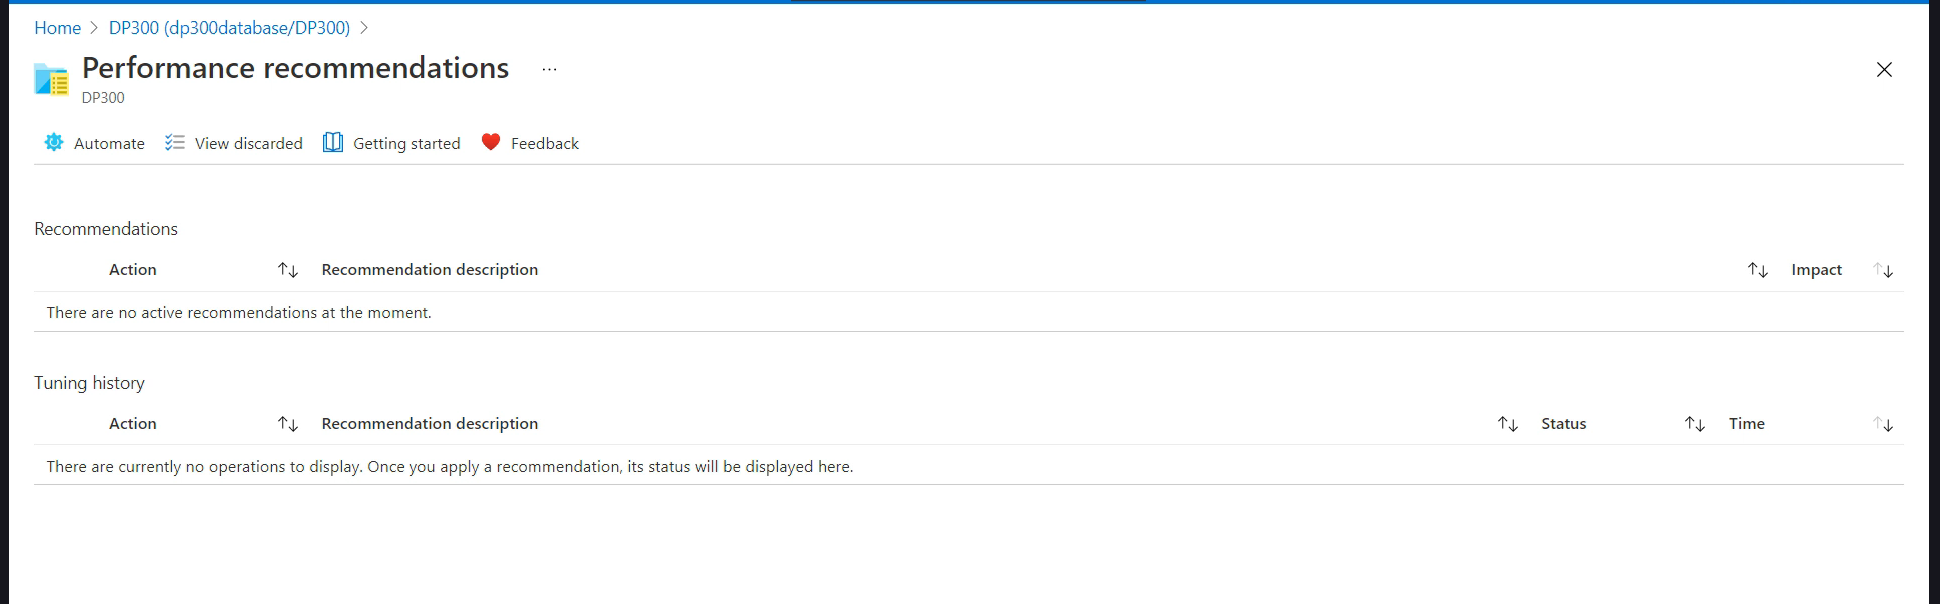 Home > DP300 (dp300database/DP300) >
Performance recommendations ...
DP300
Automate View discarded Getting started Feedback
Recommendations
Action ↑↓ Recommendation description ↑↓ Impact ↑↓
There are no active recommendations at the moment.
Tuning history
Action ↑↓ Recommendation description ↑↓ Status ↑↓ Time ↑↓
There are currently no operations to display. Once you apply a recommendation, its status will be displayed here.